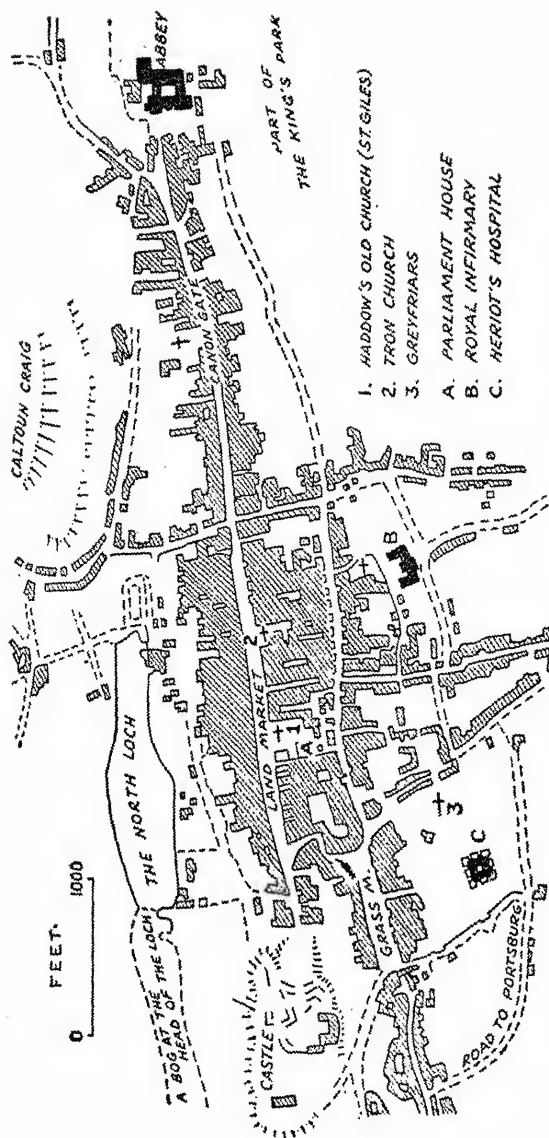 FEET.
0 1000
A BOG AT THE THE LOCH
HEAD OF THE LOCH
THE NORTH LOCH
CALTOUN CRAIG
ABBEY
PART OF
THE KING'S PARK
CASTLE
LAND MARKET
CANON GATE
GRASS M.
ROAD TO PORTSBURG
1
2
3
A
B
C
1. HADDOW'S OLD CHURCH (ST. GILES)
2. TRON CHURCH
3. GREYFRIARS
A. PARLIAMENT HOUSE
B. ROYAL INFIRMARY
C. HERIOT'S HOSPITAL